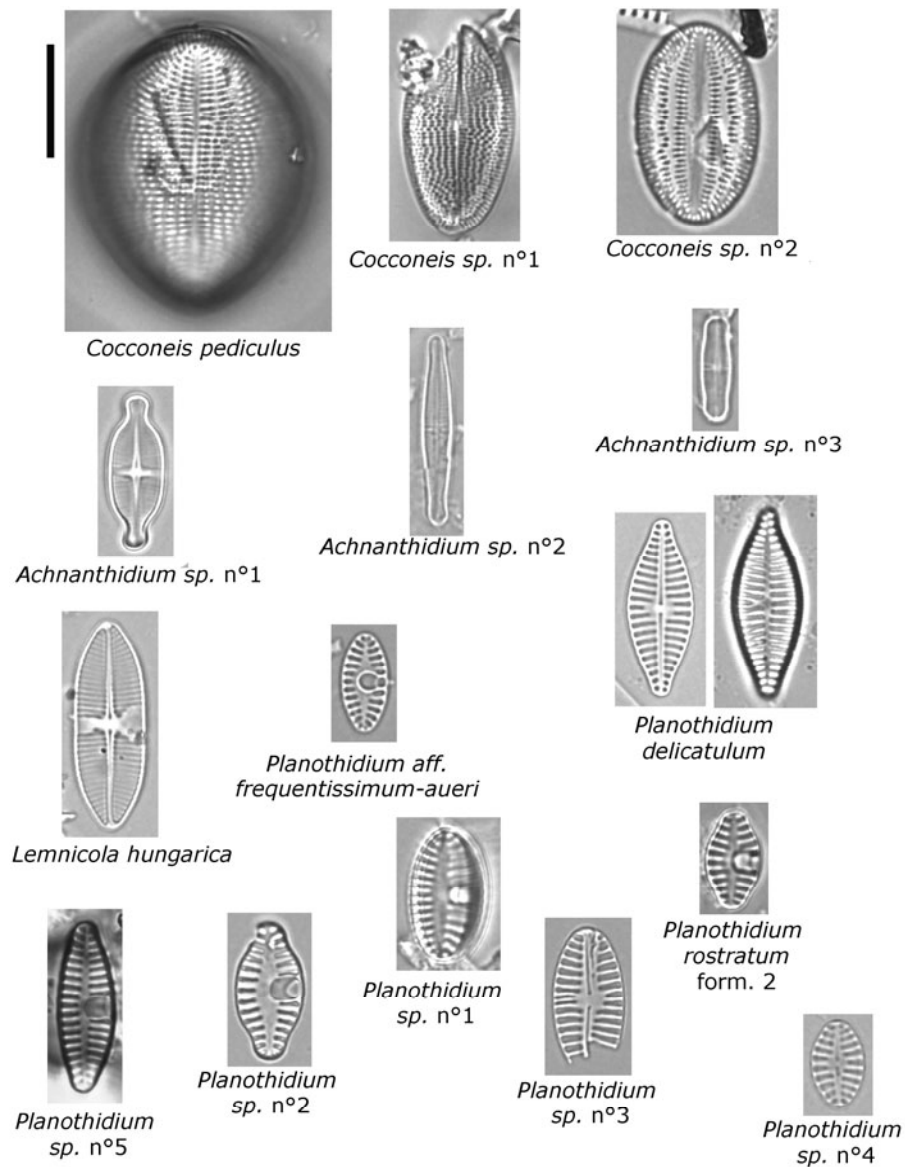 Cocconeis sp. n°1
Cocconeis sp. n°2
Cocconeis pediculus
Achnanthidium sp. n°3
Achnanthidium sp. n°2
Achnanthidium sp. n°1
Planothidium
delicatulum
Planothidium aff.
frequentissimum-aueri
Lemnicola hungarica
Planothidium
rostratum
form. 2
Planothidium
sp. n°1
Planothidium
sp. n°2
Planothidium
sp. n°3
Planothidium
sp. n°5
Planothidium
sp. n°4